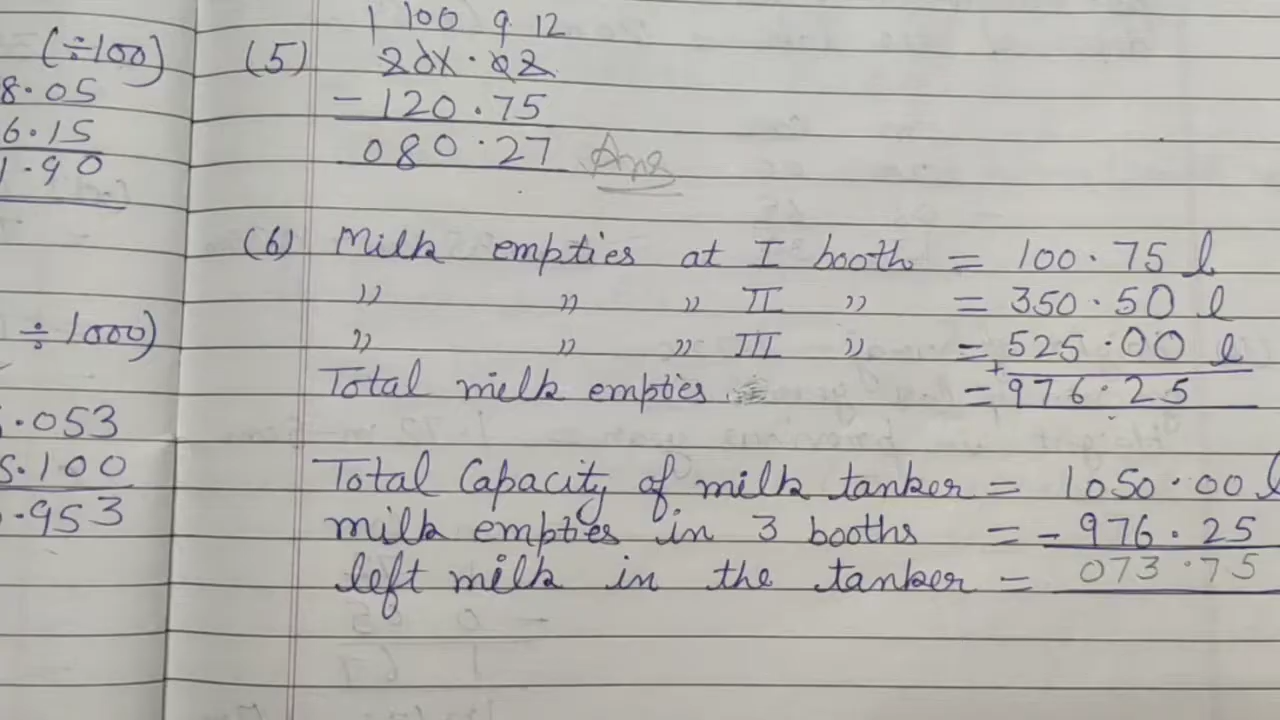 (÷100)
8.05
6.15
1.90
÷1000)
.053
5.100
.953
1 10 0 9 12
(5) 201.02
- 120.75
080.27 Ans
(6) Milk empties at I booth = 100.75 l
,, ,, ,, II ,, = 350.50 l
,, ,, ,, III ,, = 525.00 l
Total milk empties = + 976.25
Total Capacity of milk tanker = 1050.00 l
milk empties in 3 booths = - 976.25
left milk in the tanker = 073.75